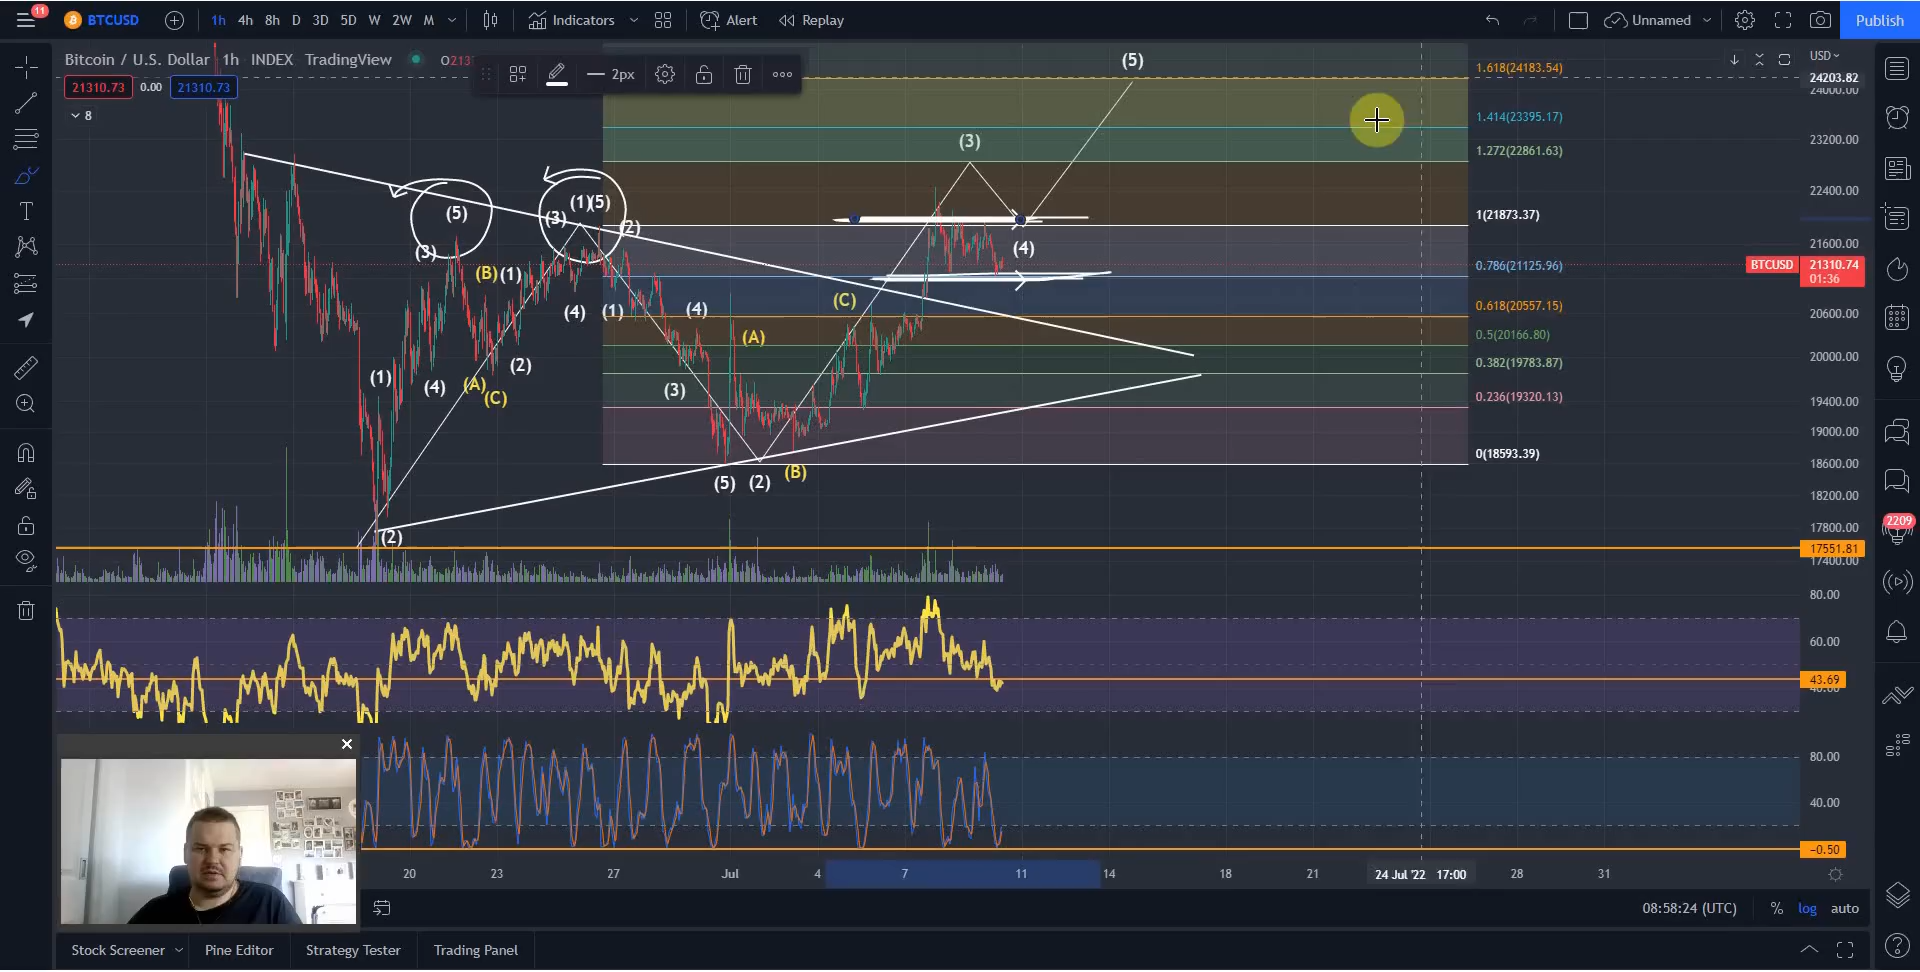 11
BTCUSD
1h 4h 8h D 3D 5D W 2W M
Indicators
Alert
Replay
Unnamed
Publish
Bitcoin / U.S. Dollar 1h INDEX TradingView
2px
21310.73 0.00 21310.73
8
USD
24203.82
24000.00
23200.00
22400.00
21600.00
BTCUSD 21310.74
01:36
20600.00
20000.00
19400.00
19000.00
18600.00
18200.00
17800.00
17551.81
17400.00
1.618(24183.54)
1.414(23395.17)
1.272(22861.63)
1(21873.37)
0.786(21125.96)
0.618(20557.15)
0.5(20166.80)
0.382(19783.87)
0.236(19320.13)
0(18593.39)
(5)
(3)
(5)
(3)
(1)(5)
(3)
(2)
(4)
(B) (1)
(C)
(4)
(1)
(4)
(A)
(2)
(1)
(4)
(A)
(C)
(3)
(B)
(5)
(2)
(2)
2209
80.00
60.00
43.69
80.00
40.00
−0.50
20 23 27 Jul 4 7 11 14 18 21 24 Jul '22 17:00 28 31
08:58:24 (UTC)
% log auto
Stock Screener
Pine Editor
Strategy Tester
Trading Panel